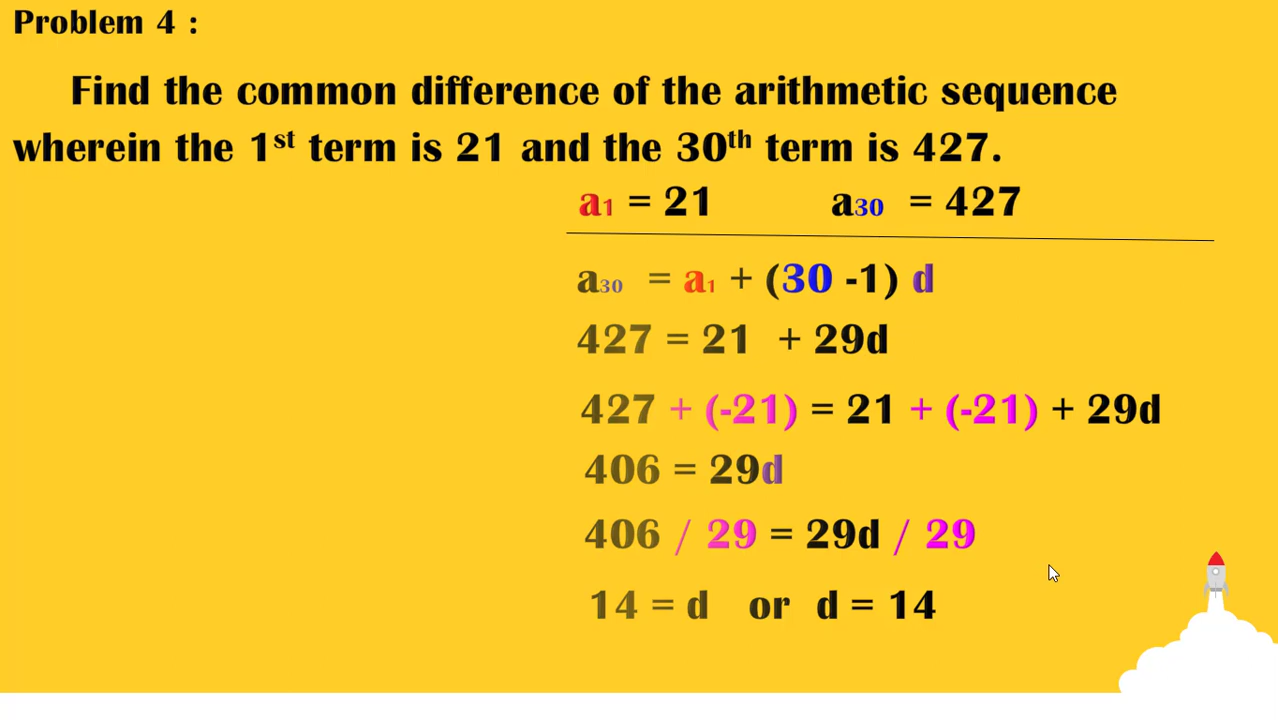 Problem 4 :
Find the common difference of the arithmetic sequence
wherein the 1st term is 21 and the 30th term is 427.
a1 = 21 a30 = 427
a30 = a1 + (30 -1) d
427 = 21 + 29d
427 + (-21) = 21 + (-21) + 29d
406 = 29d
406 / 29 = 29d / 29
14 = d or d = 14